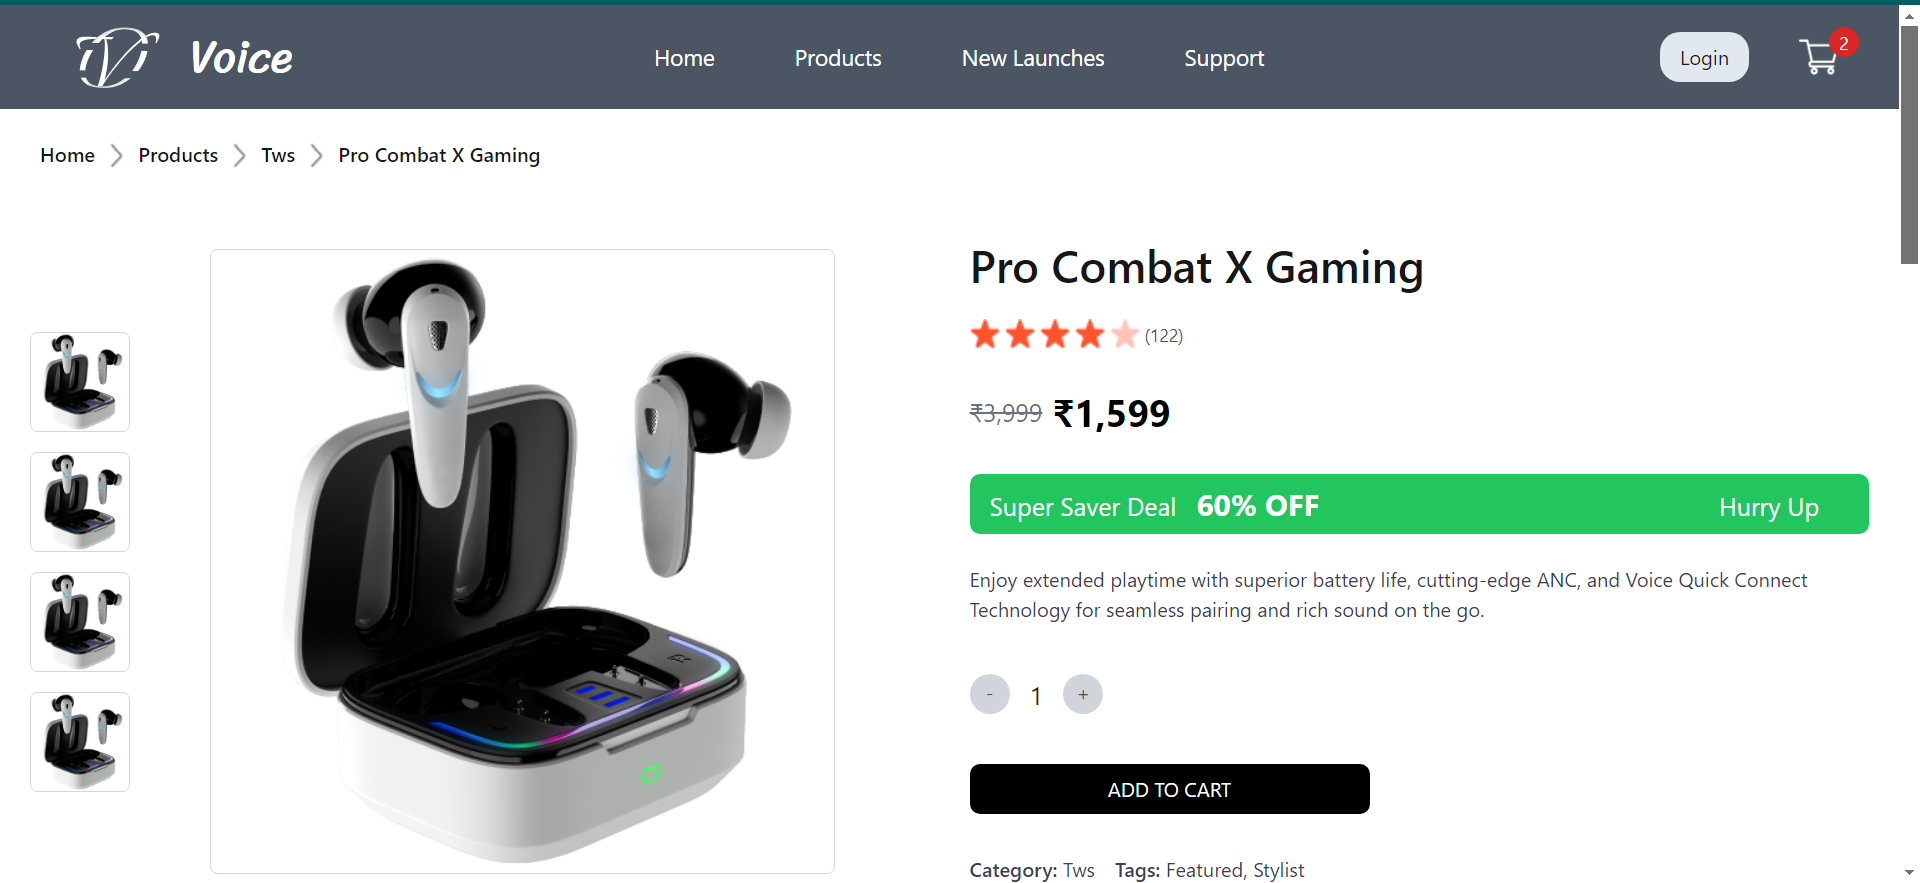 Voice
Home Products New Launches Support Login 2
Home Products Tws Pro Combat X Gaming
Pro Combat X Gaming
(122)
₹3,999 ₹1,599
Super Saver Deal 60% OFF Hurry Up
Enjoy extended playtime with superior battery life, cutting-edge ANC, and Voice Quick Connect
Technology for seamless pairing and rich sound on the go.
- 1 +
ADD TO CART
Category: Tws Tags: Featured, Stylist